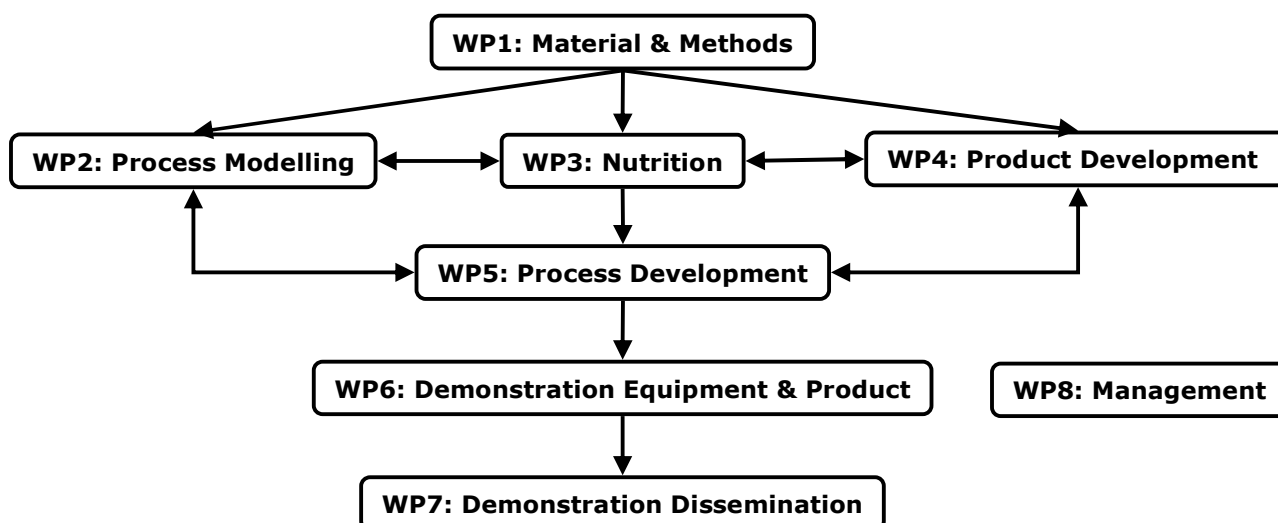 WP1: Material & Methods
WP2: Process Modelling
WP3: Nutrition
WP4: Product Development
WP5: Process Development
WP6: Demonstration Equipment & Product
WP8: Management
WP7: Demonstration Dissemination